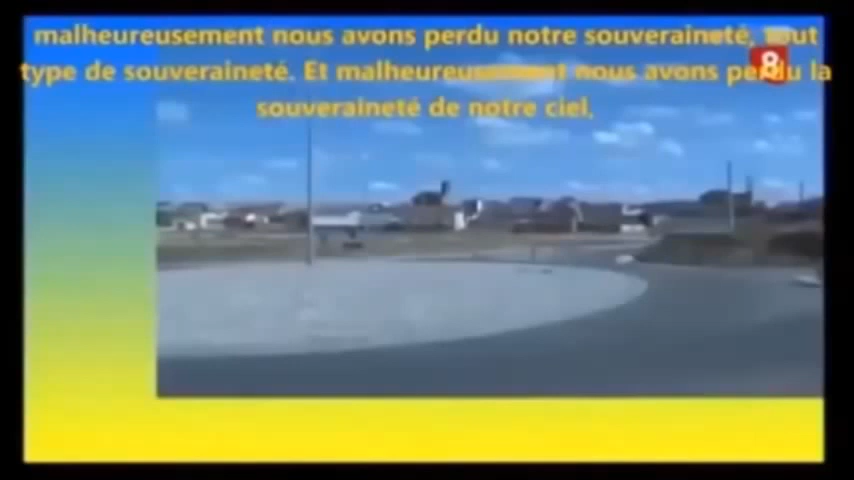 malheureusement nous avons perdu notre souveraineté, tout
type de souveraineté. Et malheureusement nous avons perdu la
souveraineté de notre ciel,
8